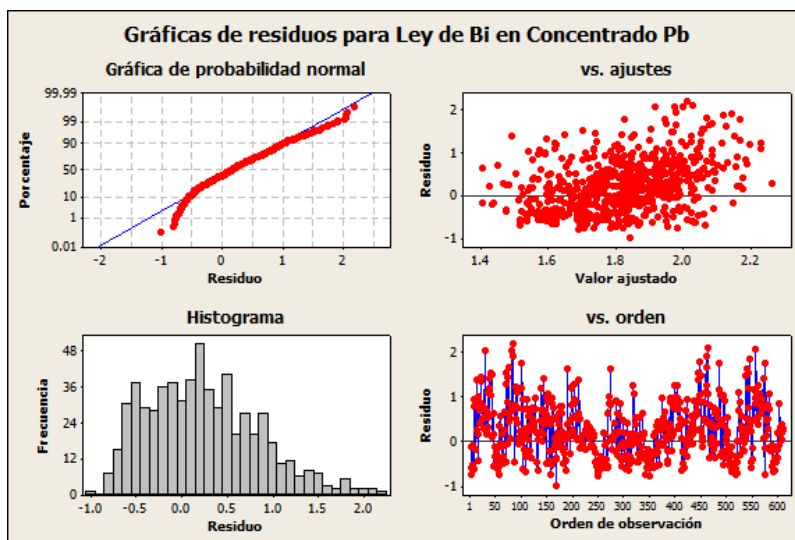 Gráficas de residuos para Ley de Bi en Concentrado Pb
Gráfica de probabilidad normal
99.99
99
90
50
10
1
0.01
Porcentaje
-2 -1 0 1 2
Residuo
vs. ajustes
2
1
0
-1
Residuo
1.4 1.6 1.8 2.0 2.2
Valor ajustado
Histograma
48
36
24
12
0
Frecuencia
-1.0 -0.5 0.0 0.5 1.0 1.5 2.0
Residuo
vs. orden
2
1
0
-1
Residuo
1 50 100 150 200 250 300 350 400 450 500 550 600
Orden de observación